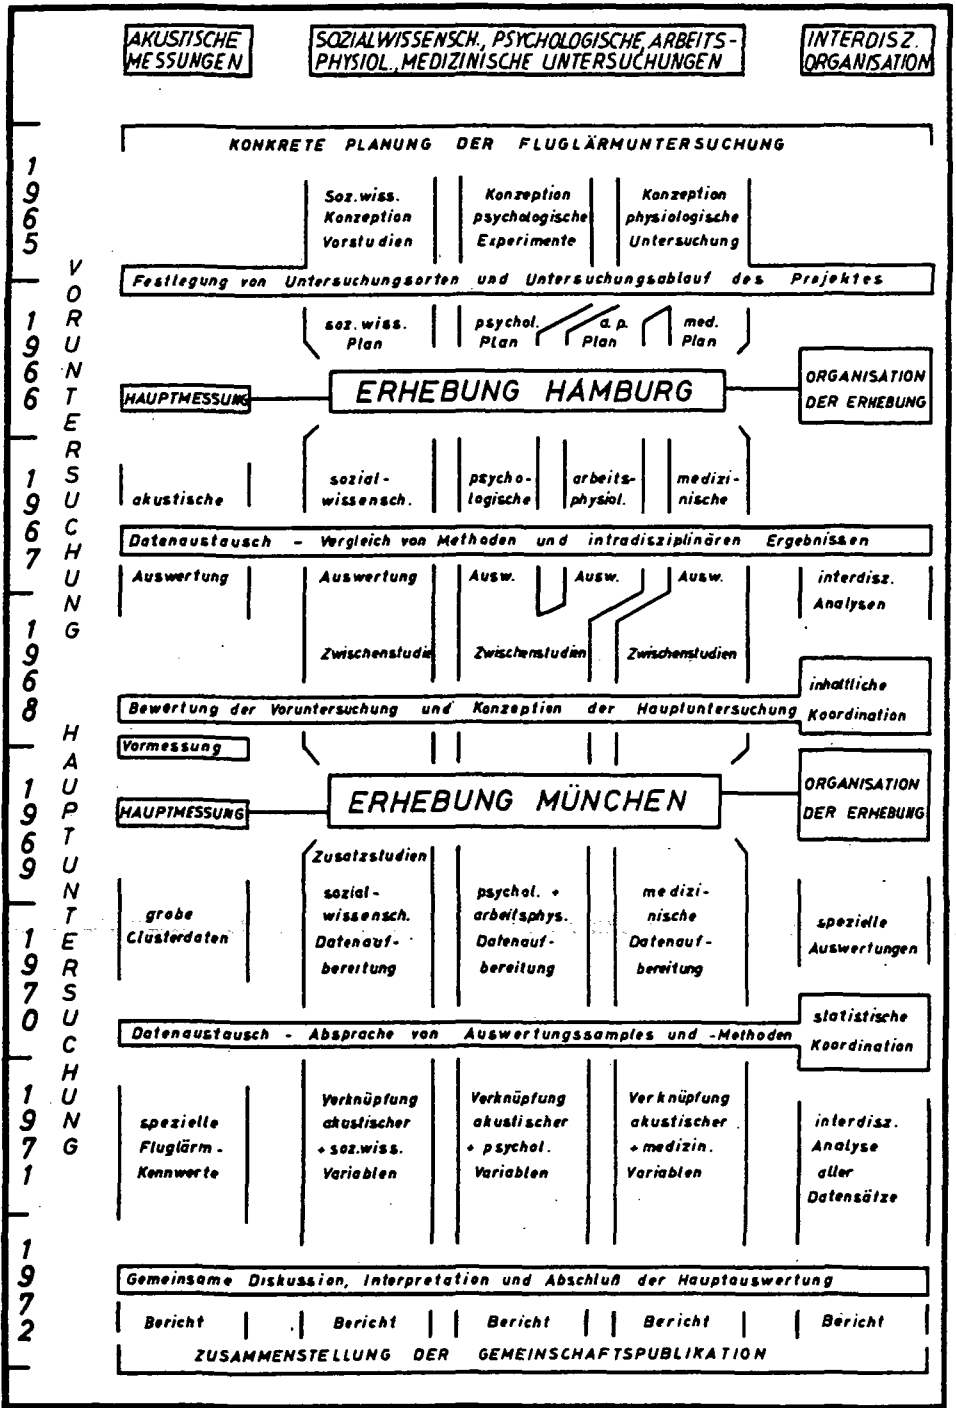 AKUSTISCHE
MESSUNGEN
SOZIALWISSENSCH., PSYCHOLOGISCHE, ARBEITS-
PHYSIOL., MEDIZINISCHE UNTERSUCHUNGEN
INTERDISZ.
ORGANISATION
KONKRETE PLANUNG DER FLUGLÄRMUNTERSUCHUNG
1965
Soz.wiss.
Konzeption
Vorstudien
Konzeption
psychologische
Experimente
Konzeption
physiologische
Untersuchung
VORUNTERSUCHUNG
Festlegung von Untersuchungsorten und Untersuchungsablauf des Projektes
1966
soz.wiss.
Plan
psychol.
Plan
a.p.
Plan
med.
Plan
HAUPTMESSUNG
ERHEBUNG HAMBURG
ORGANISATION
DER ERHEBUNG
1967
akustische
sozial-
wissensch.
psycho-
logische
arbeits-
physiol.
medizi-
nische
Datenaustausch - Vergleich von Methoden und intradisziplinären Ergebnissen
Auswertung
Auswertung
Ausw.
Ausw.
Ausw.
interdisz.
Analysen
1968
Zwischenstudie
Zwischenstudien
Zwischenstudien
inhaltliche
Koordination
Bewertung der Voruntersuchung und Konzeption der Hauptuntersuchung
HAUPTUNTERSUCHUNG
Vormessung
1969
HAUPTMESSUNG
ERHEBUNG MÜNCHEN
ORGANISATION
DER ERHEBUNG
Zusatzstudien
1970
grobe
Clusterdaten
sozial-
wissensch.
Datenauf-
bereitung
psychol. +
arbeitsphys.
Datenauf-
bereitung
medizi-
nische
Datenauf-
bereitung
spezielle
Auswertungen
statistische
Koordination
Datenaustausch - Absprache von Auswertungssamples und -Methoden
1971
spezielle
Fluglärm-
Kennwerte
Verknüpfung
akustischer
+ soz.wiss.
Variablen
Verknüpfung
akustischer
+ psychol.
Variablen
Verknüpfung
akustischer
+ medizin.
Variablen
interdisz.
Analyse
aller
Datensätze
1972
Gemeinsame Diskussion, Interpretation und Abschluß der Hauptauswertung
Bericht
Bericht
Bericht
Bericht
Bericht
ZUSAMMENSTELLUNG DER GEMEINSCHAFTSPUBLIKATION